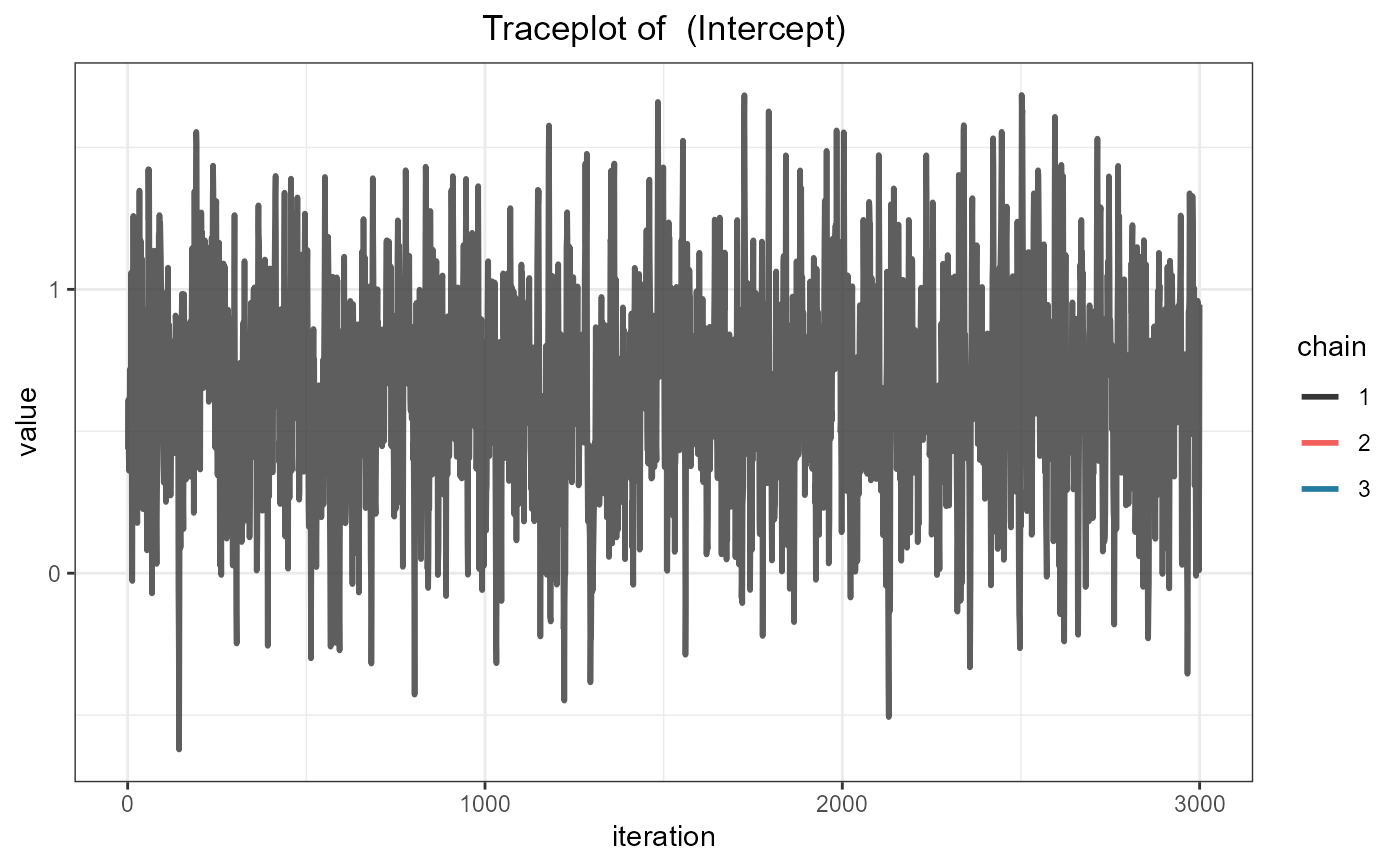 Traceplot of  (Intercept)
value
1
0
0
1000
2000
3000
iteration
chain
1
2
3